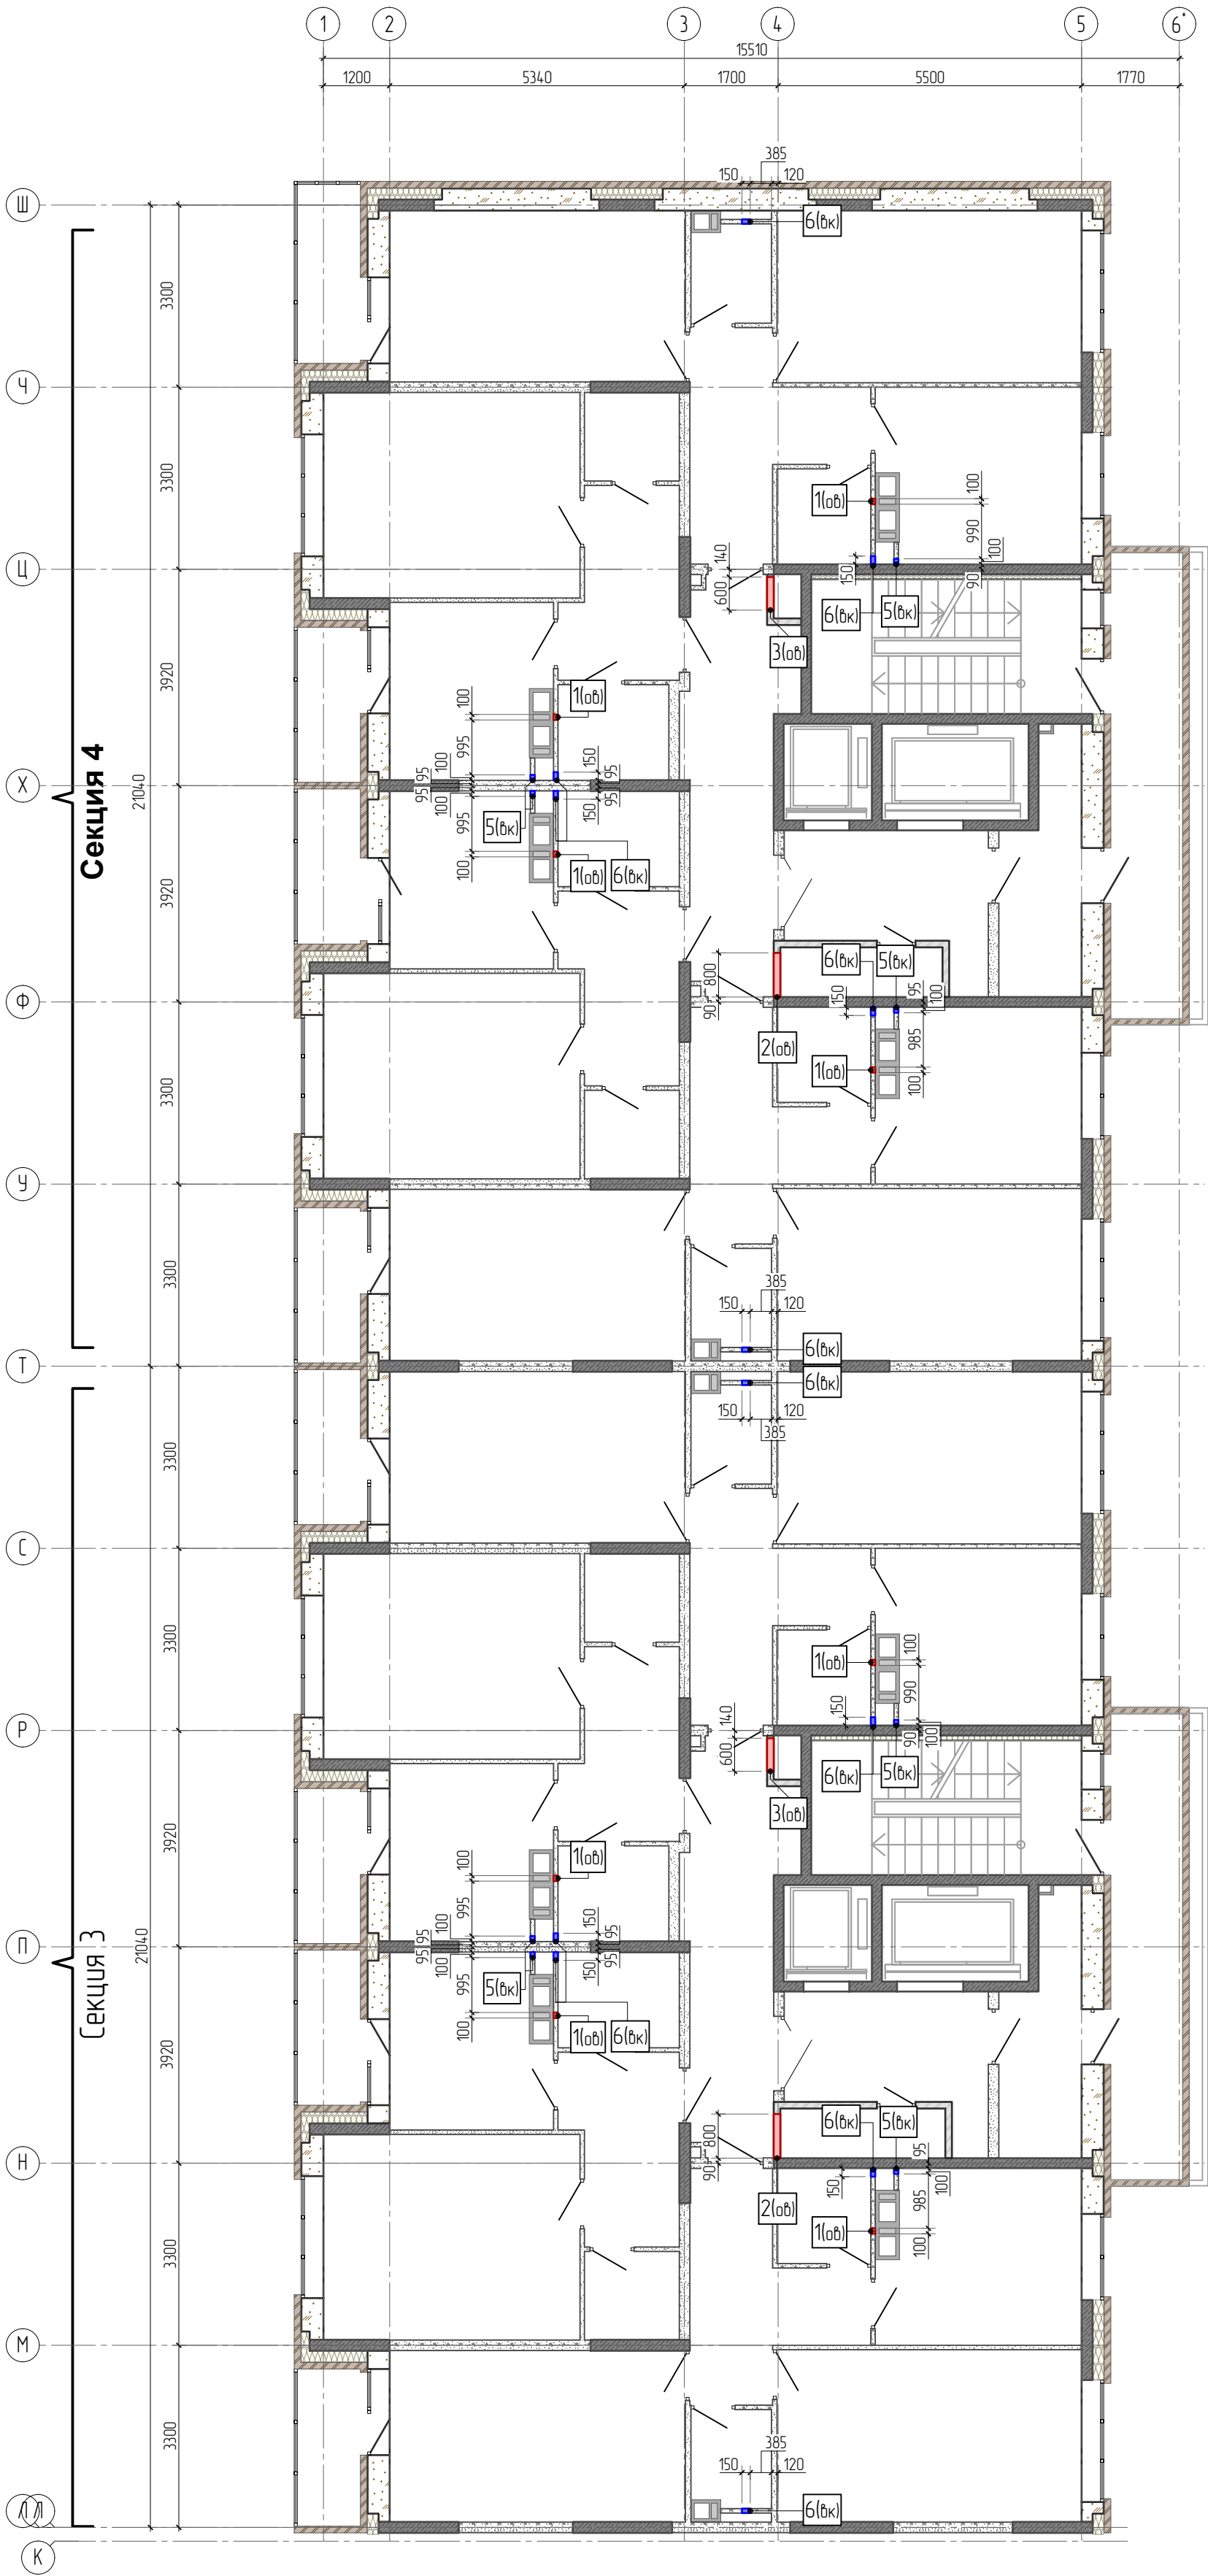 1 2 3 4 5 6*
15510
1200 5340 1700 5500 1770
385
150 120
Ш
6(вк)
3300
Ч
3300
1(ов)
100
990
100
140
150
90
Ц
600
6(вк) 5(вк)
3(ов)
3920
1(ов)
100
995
100 95
150 95
Х
21040
Секция 4
95
100
995
150
95
5(вк)
100
1(ов) 6(вк)
3920
6(вк) 5(вк)
800
95
100
150
90
Ф
2(ов)
985
1(ов)
100
3300
У
3300
385
150 120
6(вк)
Т
6(вк)
150 120
385
3300
С
3300
1(ов)
100
990
150
140
90
100
Р
600
6(вк) 5(вк)
3(ов)
3920
1(ов)
100
995
100 95
150 95
П
21040
Секция 3
95
100
995
150
95
5(вк)
100
1(ов) 6(вк)
3920
6(вк) 5(вк)
800
95
100
150
90
Н
2(ов)
985
1(ов)
100
3300
М
3300
385
150 120
6(вк)
Л
К